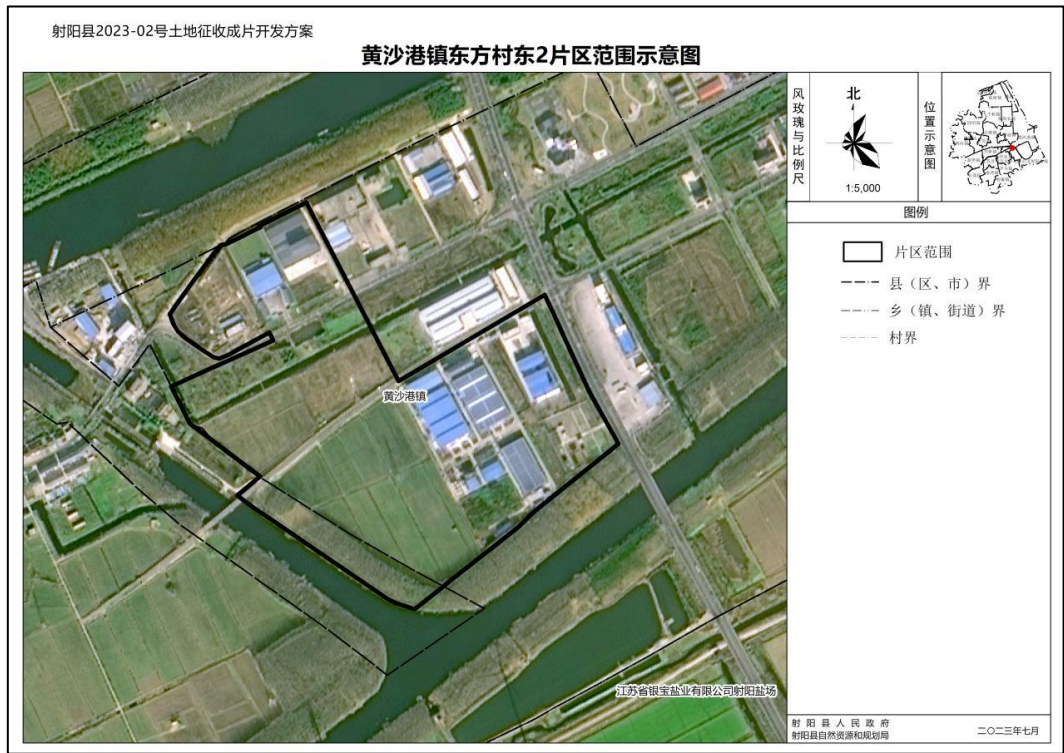 射阳县2023-02号土地征收成片开发方案
黄沙港镇东方村东2片区范围示意图
风玫瑰与比例尺
北
1:5,000
位置示意图
图例
片区范围
县（区、市）界
乡（镇、街道）界
村界
黄沙港镇
江苏省银宝盐业有限公司射阳盐场
射阳县人民政府
射阳县自然资源和规划局
二〇二三年七月